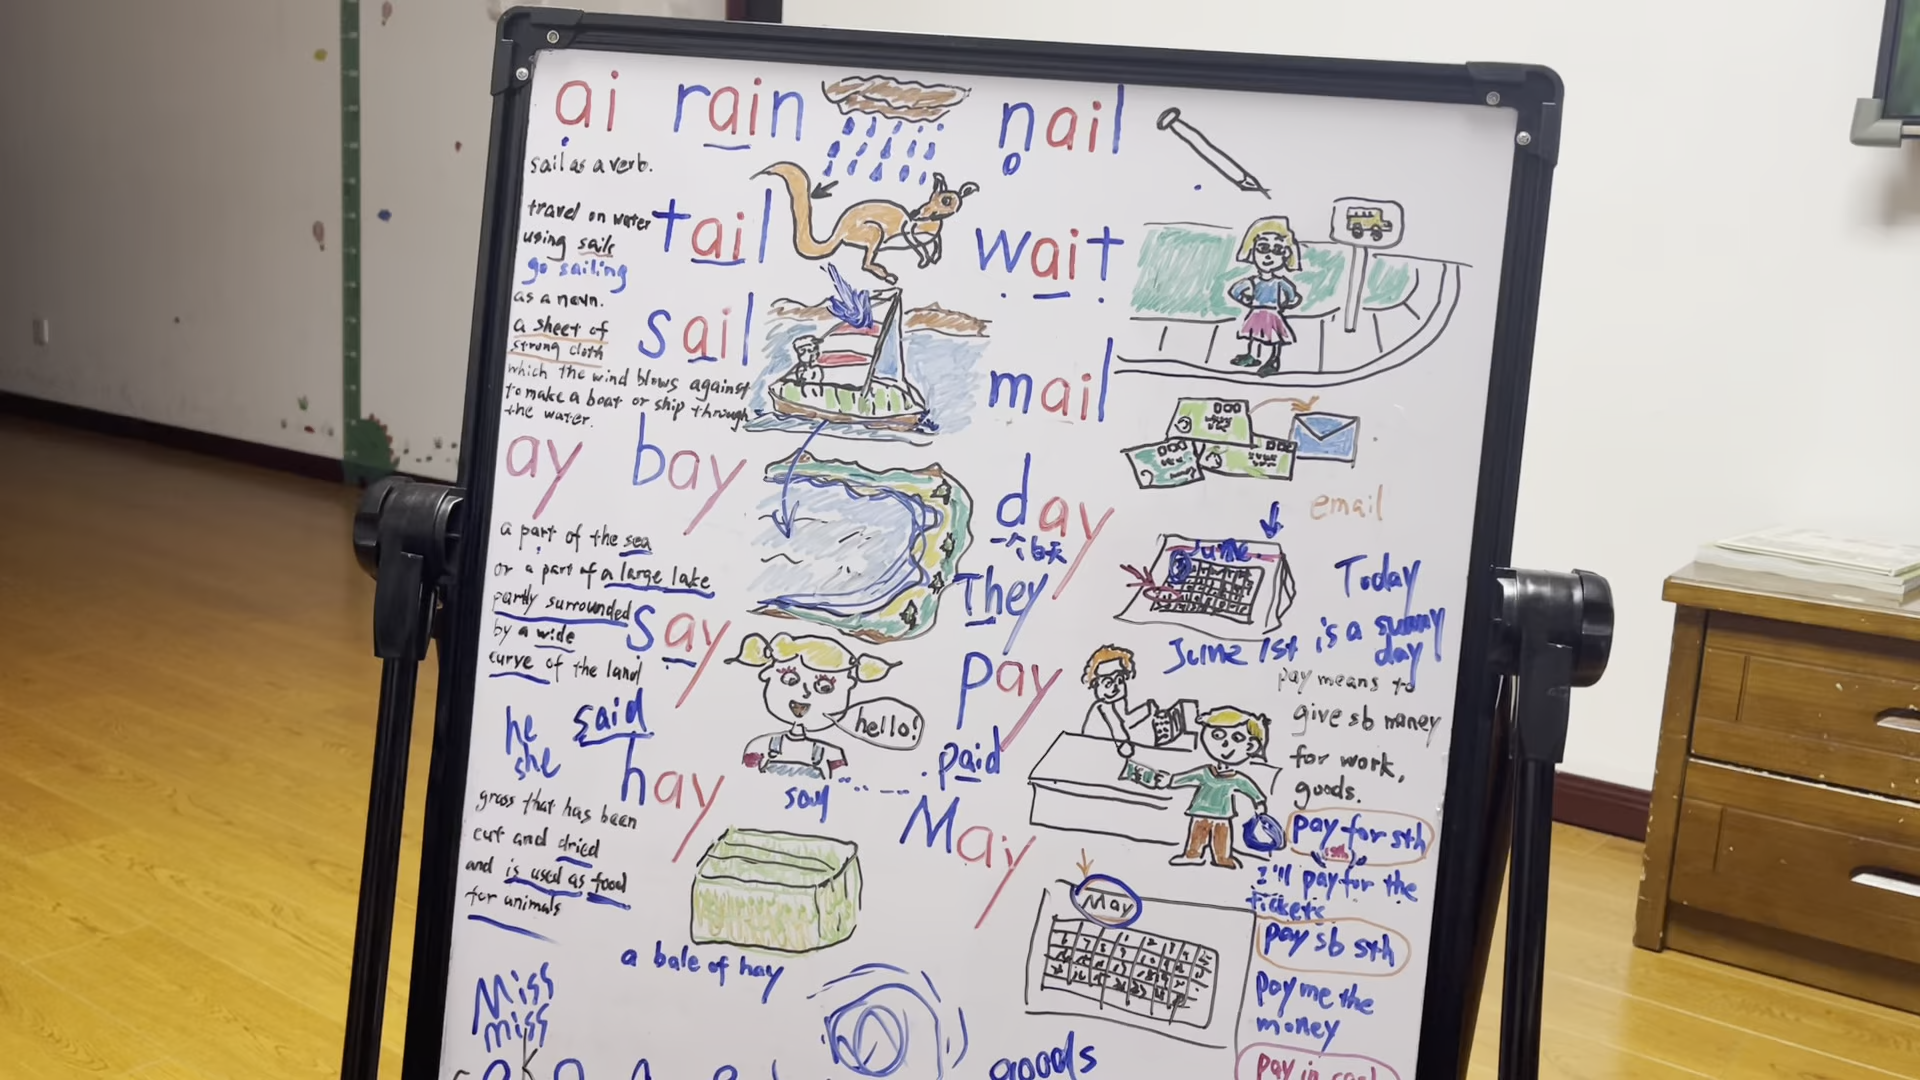 ai rain nail
sail as a verb.
travel on water
using sails
go sailing
tail wait
as a noun.
a sheet of
strong cloth
which the wind blows against
to make a boat or ship through
the water.
sail mail
email
ay bay day
一个白天
They
a part of the sea
or a part of a large lake
partly surrounded
by a wide
curve of the land
June
Today
June 1st is a sunny
day
say pay
hello!
he said
she
say
paid
pay means to
give sb money
for work,
goods.
hay May
grass that has been
cut and dried
and is used as food
for animals
a bale of hay
May
pay for sth
I'll pay for the
tickets
pay sb sth
pay me the
money
pay in cash
Miss
miss
goods